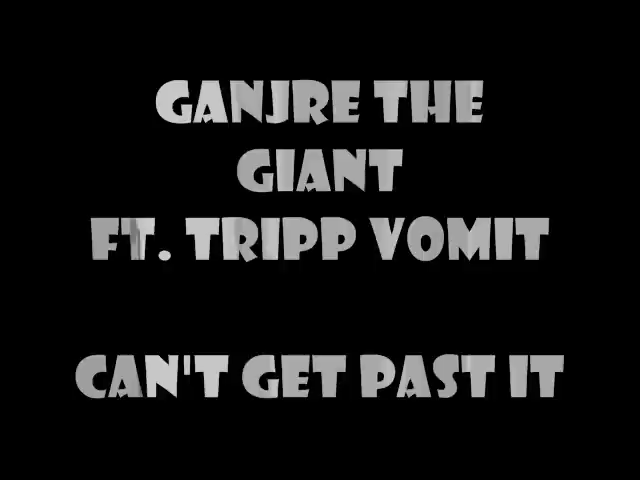 GANJRE THE
GIANT
FT. TRIPP VOMIT
CAN'T GET PAST IT